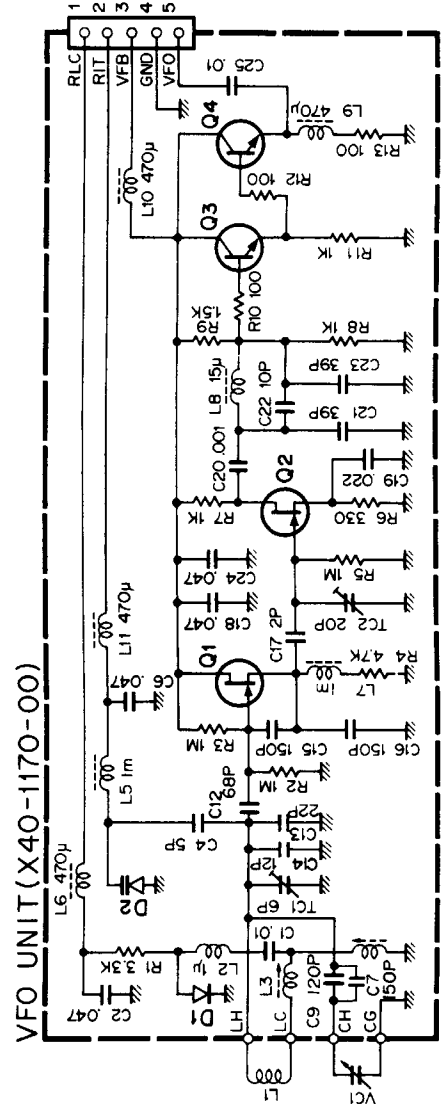 VFO UNIT(X40-1170-00)
RLC 1
RIT 2
VFB 3
GND 4
VFO 5
L6 470μ
L5 1m
L11 470μ
L10 470μ
C25 .01
C2 .047
R1 3.3K
D1
D2
L2 1μ
C1 .01
L3
C4 5P
C6 .047
C12 68P
R3 1M
R2 1M
C13 22P
C14 12P
TC1 6P
C15 150P
C16 150P
Q1
C18 .047
C24 .047
C17 2P
1m
L7
R4 4.7K
TC2 20P
R5 1M
R7 1K
Q2
R6 330
C19 .022
C20 .001
L8 15μ
C22 10P
C21 39P
C23 39P
R9 1.5K
R8 1K
R10 100
Q3
R11 1K
R12 100
Q4
L9 470μ
R13 100
LH
LC
CH
CG
L1
VC1
C9 120P
C7 150P